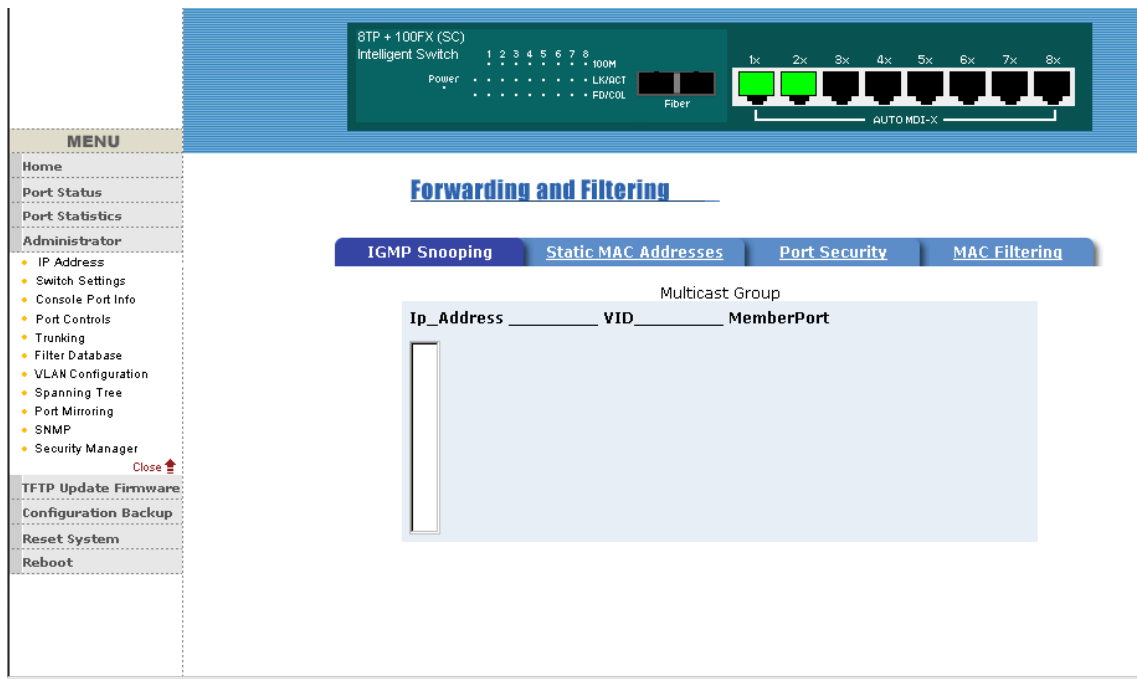 8TP + 100FX (SC)
Intelligent Switch
1 2 3 4 5 6 7 8
100M
Power
LK/ACT
FD/COL
Fiber
1x 2x 3x 4x 5x 6x 7x 8x
AUTO MDI-X
MENU
Home
Port Status
Port Statistics
Administrator
IP Address
Switch Settings
Console Port Info
Port Controls
Trunking
Filter Database
VLAN Configuration
Spanning Tree
Port Mirroring
SNMP
Security Manager
Close
TFTP Update Firmware
Configuration Backup
Reset System
Reboot
Forwarding and Filtering
IGMP Snooping Static MAC Addresses Port Security MAC Filtering
Multicast Group
Ip_Address __________ VID__________ MemberPort